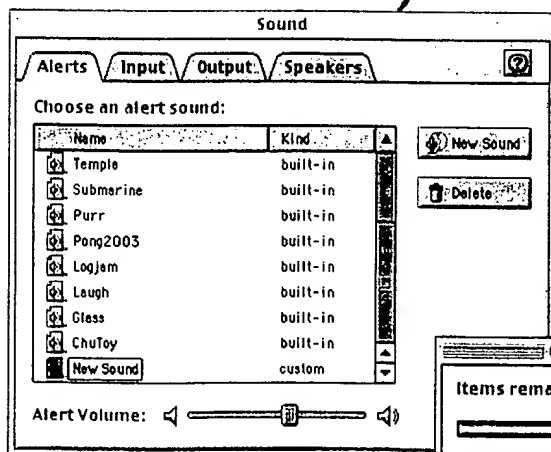 Sound
Alerts Input Output Speakers
Choose an alert sound:
Name Kind
Temple built-in
Submarine built-in
Purr built-in
Pong2003 built-in
Logjam built-in
Laugh built-in
Glass built-in
ChuToy built-in
New Sound custom
New Sound
Delete
Alert Volume:
Items